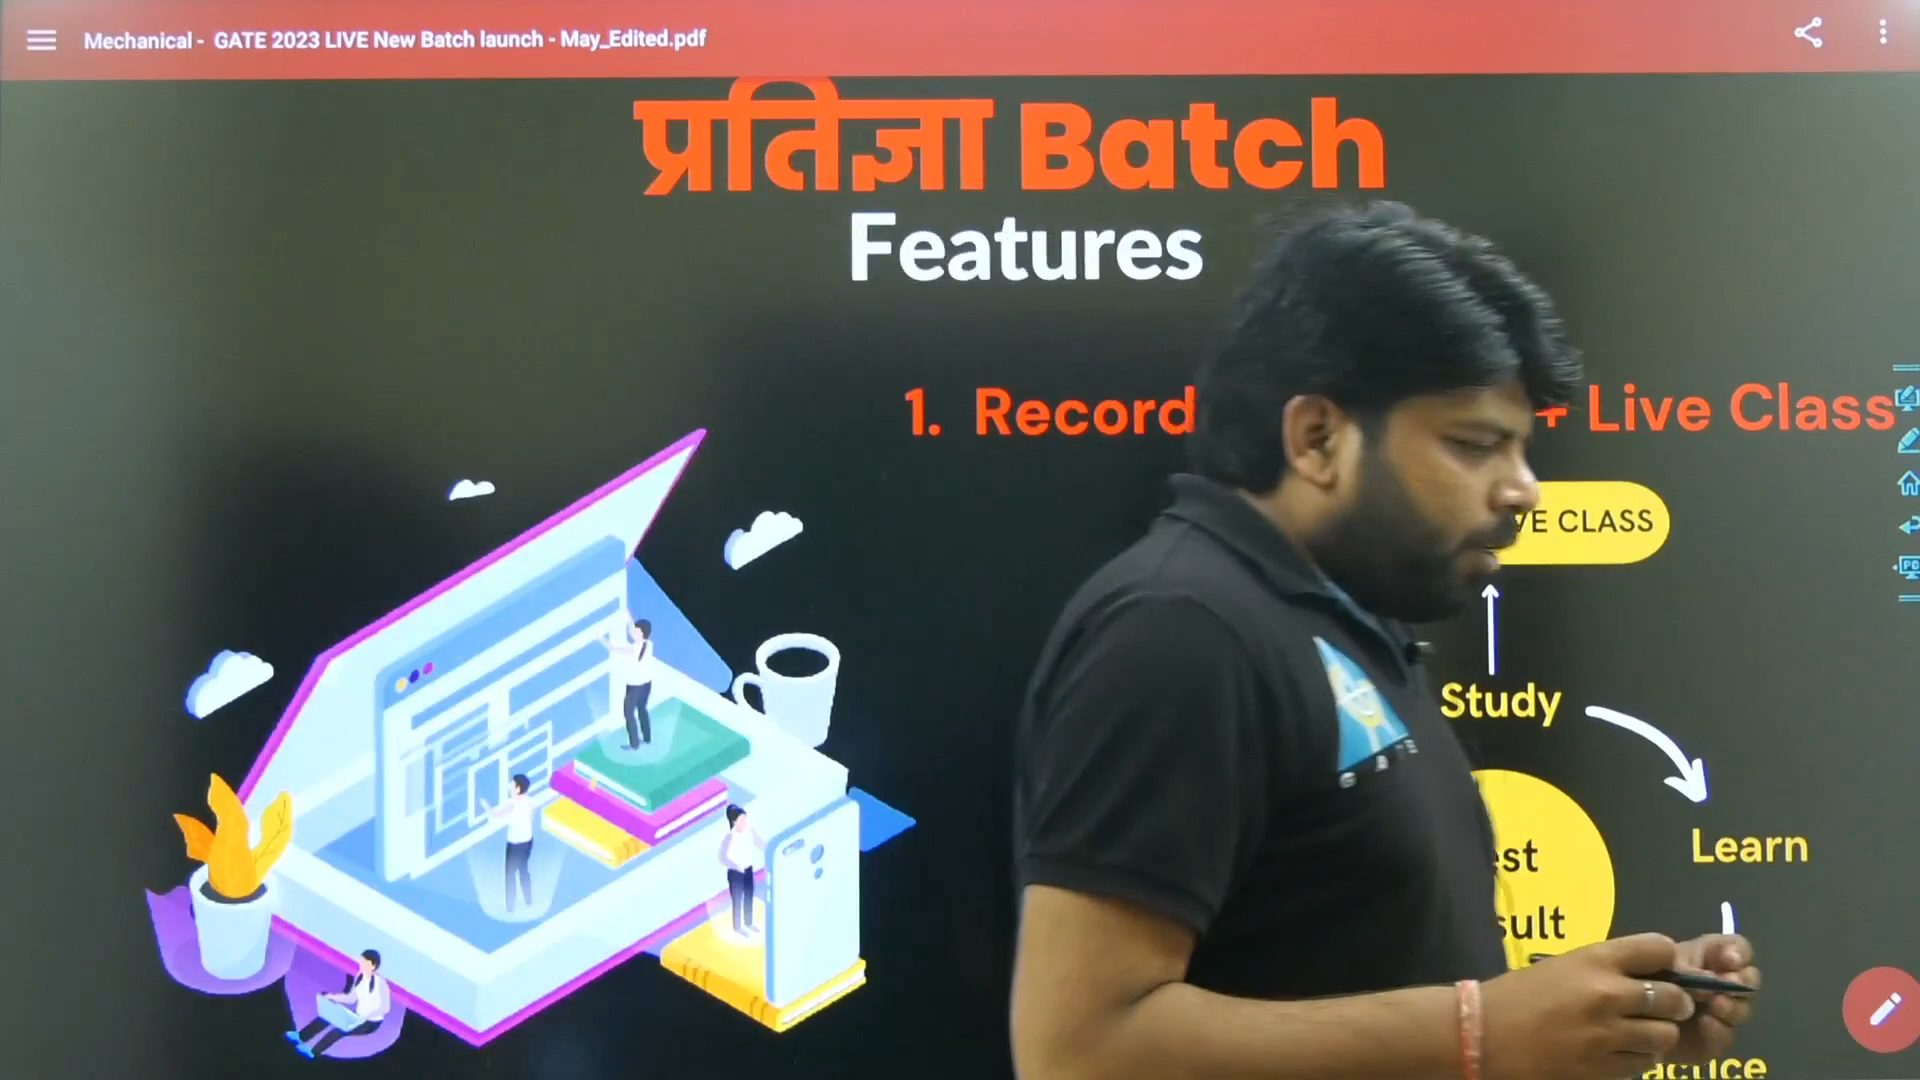 Mechanical - GATE 2023 LIVE New Batch launch - May_Edited.pdf
प्रतिज्ञा Batch
Features
1. Record + Live Class
CLASS
Study
Learn